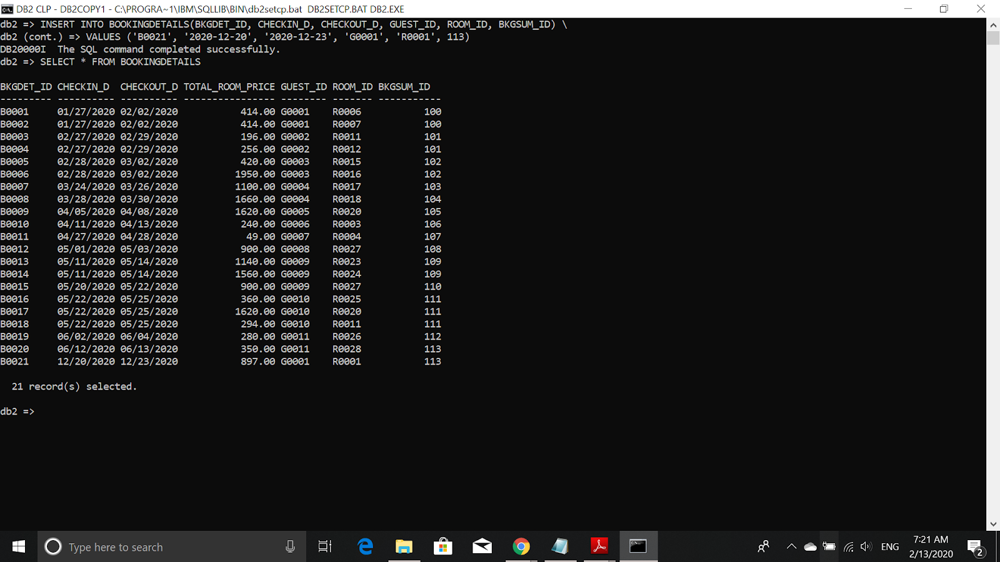 DB2 CLP - DB2COPY1 - C:\PROGRA~1\IBM\SQLLIB\BIN\db2setcp.bat  DB2SETCP.BAT DB2.EXE
db2 => INSERT INTO BOOKINGDETAILS(BKGDET_ID, CHECKIN_D, CHECKOUT_D, GUEST_ID, ROOM_ID, BKGSUM_ID) \
db2 (cont.) => VALUES ('B0021', '2020-12-20', '2020-12-23', 'G0001', 'R0001', 113)
DB20000I  The SQL command completed successfully.
db2 => SELECT * FROM BOOKINGDETAILS
BKGDET_ID CHECKIN_D  CHECKOUT_D TOTAL_ROOM_PRICE GUEST_ID ROOM_ID BKGSUM_ID
--------- ---------- ---------- ---------------- -------- ------- -----------
B0001     01/27/2020 02/02/2020           414.00 G0001    R0006           100
B0002     01/27/2020 02/02/2020           414.00 G0001    R0007           100
B0003     02/27/2020 02/29/2020           196.00 G0002    R0011           101
B0004     02/27/2020 02/29/2020           256.00 G0002    R0012           101
B0005     02/28/2020 03/02/2020           420.00 G0003    R0015           102
B0006     02/28/2020 03/02/2020          1950.00 G0003    R0016           102
B0007     03/24/2020 03/26/2020          1100.00 G0004    R0017           103
B0008     03/28/2020 03/30/2020          1660.00 G0004    R0018           104
B0009     04/05/2020 04/08/2020          1620.00 G0005    R0020           105
B0010     04/11/2020 04/13/2020           240.00 G0006    R0003           106
B0011     04/27/2020 04/28/2020            49.00 G0007    R0004           107
B0012     05/01/2020 05/03/2020           900.00 G0008    R0027           108
B0013     05/11/2020 05/14/2020          1140.00 G0009    R0023           109
B0014     05/11/2020 05/14/2020          1560.00 G0009    R0024           109
B0015     05/20/2020 05/22/2020           900.00 G0009    R0027           110
B0016     05/22/2020 05/25/2020           360.00 G0010    R0025           111
B0017     05/22/2020 05/25/2020          1620.00 G0010    R0020           111
B0018     05/22/2020 05/25/2020           294.00 G0010    R0011           111
B0019     06/02/2020 06/04/2020           280.00 G0011    R0026           112
B0020     06/12/2020 06/13/2020           350.00 G0011    R0028           113
B0021     12/20/2020 12/23/2020           897.00 G0001    R0001           113
21 record(s) selected.
db2 =>
Type here to search
ENG
7:21 AM
2/13/2020
2